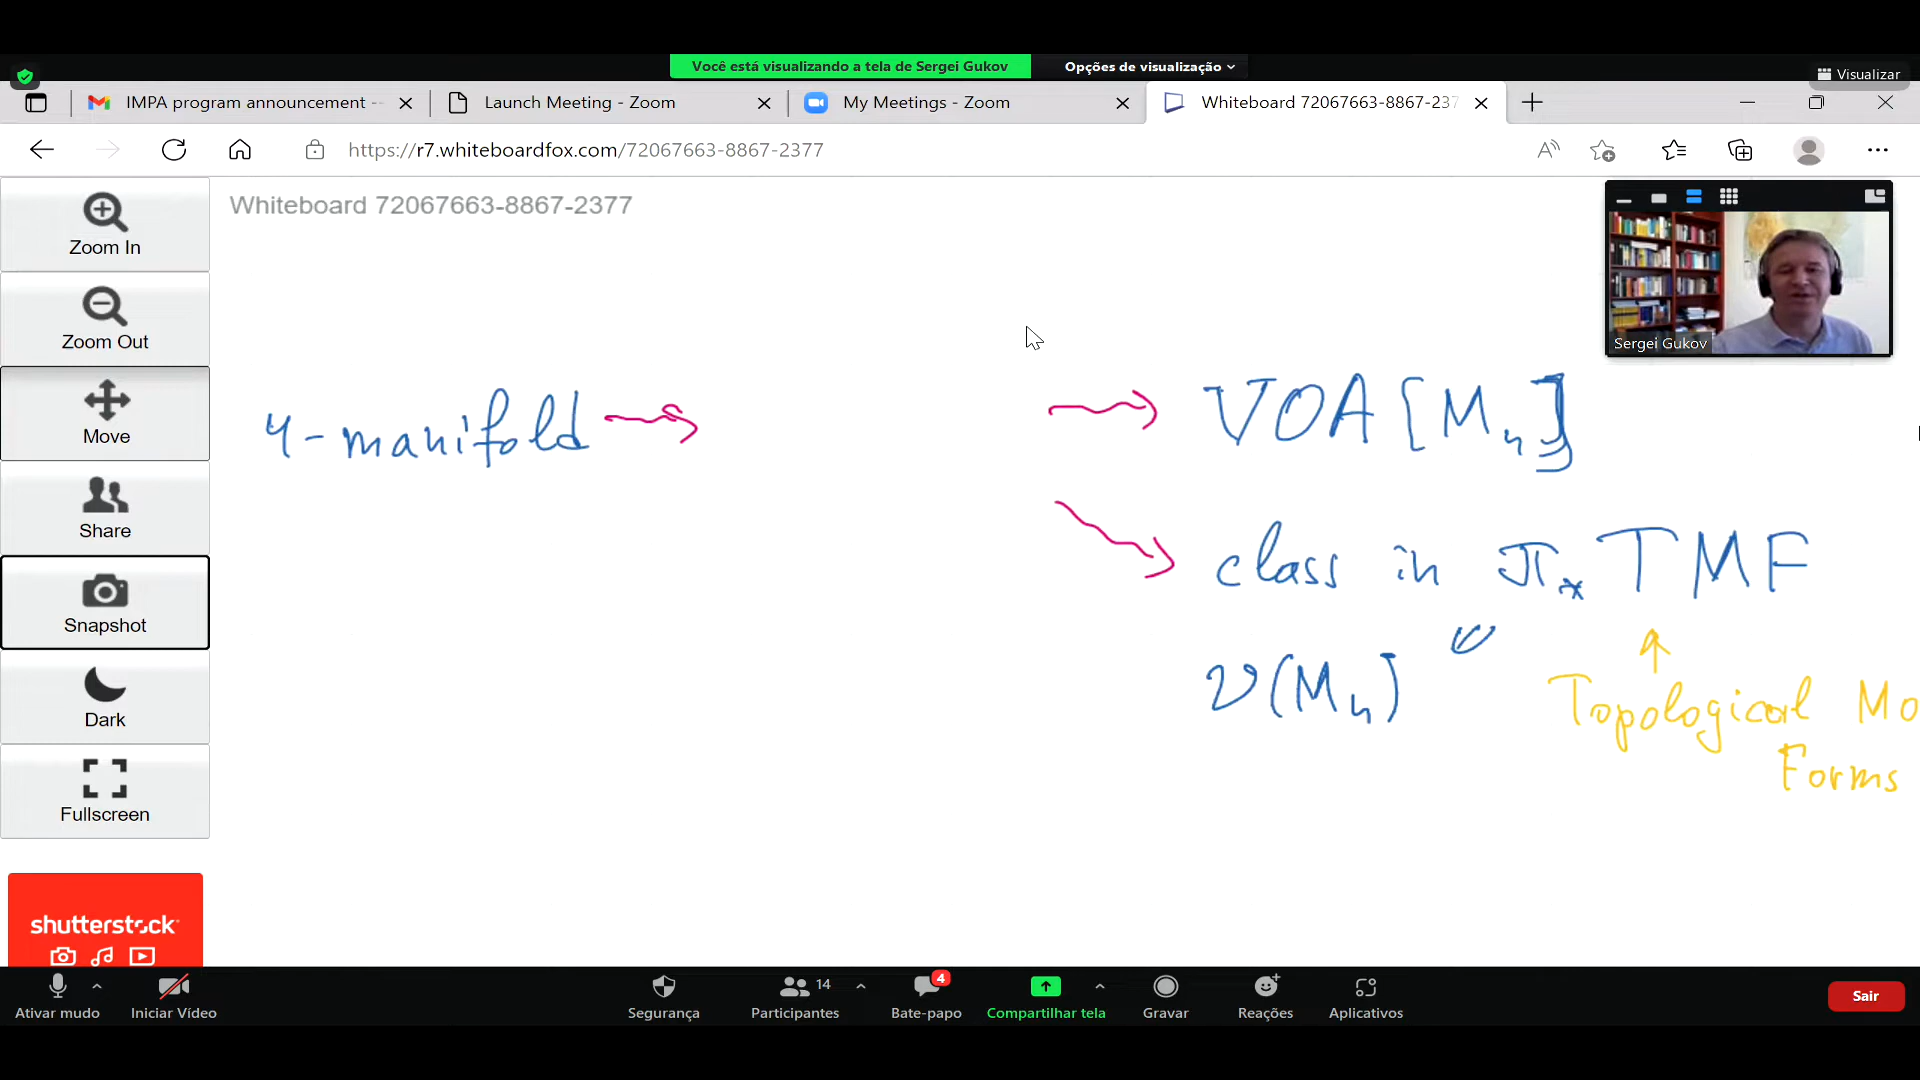 Você está visualizando a tela de Sergei Gukov
Opções de visualização
Visualizar
IMPA program announcement -
Launch Meeting - Zoom
My Meetings - Zoom
Whiteboard 72067663-8867-237
https://r7.whiteboardfox.com/72067663-8867-2377
Whiteboard 72067663-8867-2377
Zoom In
Zoom Out
Move
Share
Snapshot
Dark
Fullscreen
shutterstock
Sergei Gukov
4-manifold → → VOA [M₄]
class in π* TMF
ν(M₄)
↑
Topological Mo
Forms
Ativar mudo
Iniciar Vídeo
Segurança
14
Participantes
4
Bate-papo
Compartilhar tela
Gravar
Reações
Aplicativos
Sair